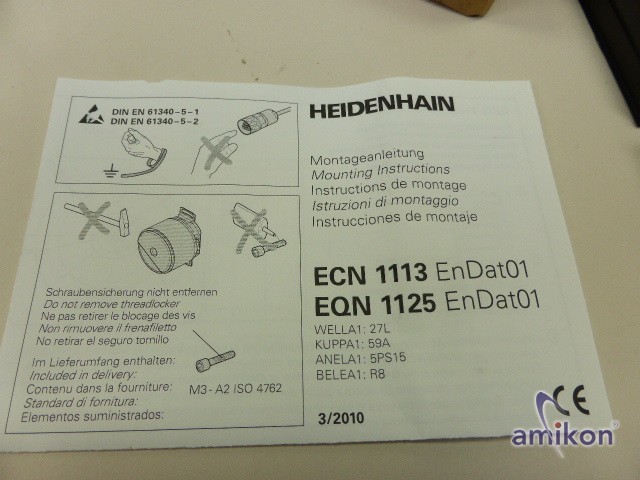 DIN EN 61340-5-1
DIN EN 61340-5-2
Schraubensicherung nicht entfernen
Do not remove threadlocker
Ne pas retirer le blocage des vis
Non rimuovere il frenafiletto
No retirar el seguro tornillo
Im Lieferumfang enthalten:
Included in delivery:
Contenu dans la fourniture:
Standard di fornitura:
Elementos suministrados:
M3-A2 ISO 4762
HEIDENHAIN
Montageanleitung
Mounting Instructions
Instructions de montage
Istruzioni di montaggio
Instrucciones de montaje
ECN 1113 EnDat01
EQN 1125 EnDat01
WELLA1: 27L
KUPPA1: 59A
ANELA1: 5PS15
BELEA1: R8
3/2010
CE
amikon